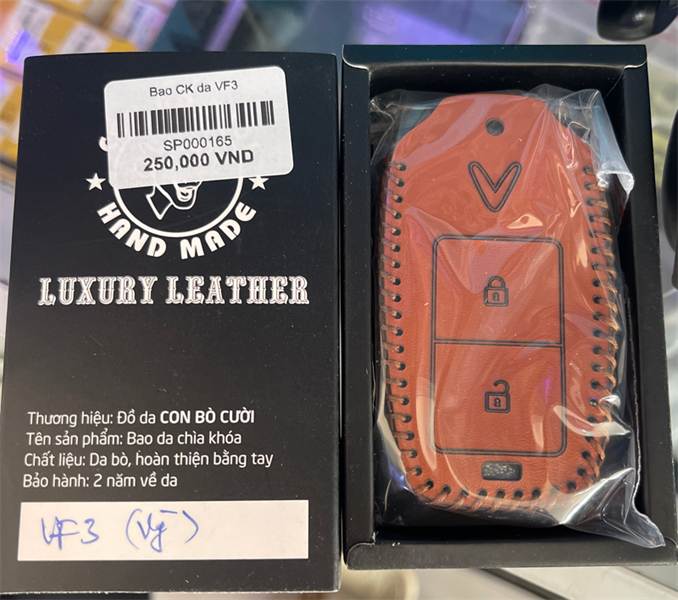 Bao CK da VF3
SP000165
250,000 VND
HAND MADE
LUXURY LEATHER
Thương hiệu: Đồ da CON BÒ CƯỜI
Tên sản phẩm: Bao da chìa khóa
Chất liệu: Da bò, hoàn thiện bằng tay
Bảo hành: 2 năm về da
VF3 (Vỹ)